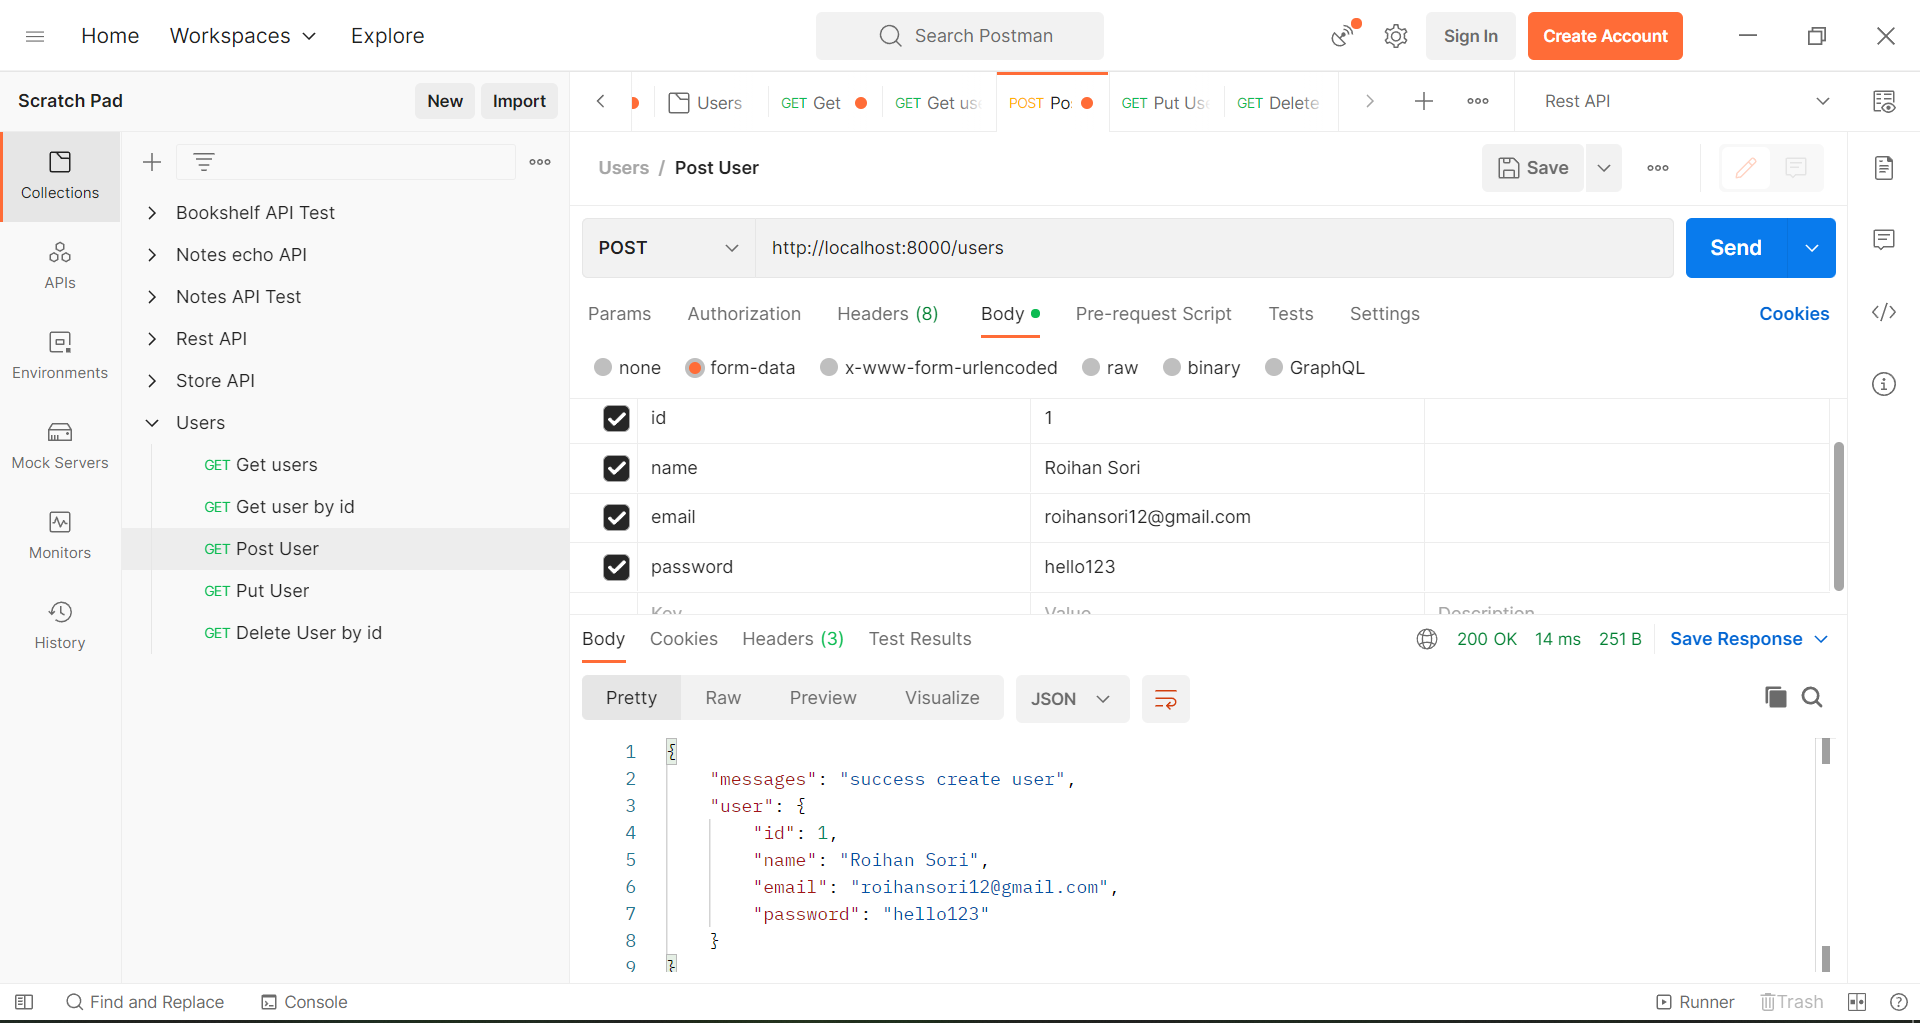 Home Workspaces Explore Search Postman Sign In Create Account
Scratch Pad New Import
Users GET Get GET Get us POST Po GET Put Us GET Delete Rest API
Collections
APIs
Environments
Mock Servers
Monitors
History
Bookshelf API Test
Notes echo API
Notes API Test
Rest API
Store API
Users
GET Get users
GET Get user by id
GET Post User
GET Put User
GET Delete User by id
Users / Post User Save
POST http://localhost:8000/users Send
Params Authorization Headers (8) Body Pre-request Script Tests Settings Cookies
none form-data x-www-form-urlencoded raw binary GraphQL
id 1
name Roihan Sori
email roihansori12@gmail.com
password hello123
Key Value Description
Body Cookies Headers (3) Test Results 200 OK 14 ms 251 B Save Response
Pretty Raw Preview Visualize JSON
1 {
2 "messages": "success create user",
3 "user": {
4 "id": 1,
5 "name": "Roihan Sori",
6 "email": "roihansori12@gmail.com",
7 "password": "hello123"
8 }
9 }
Find and Replace Console Runner Trash